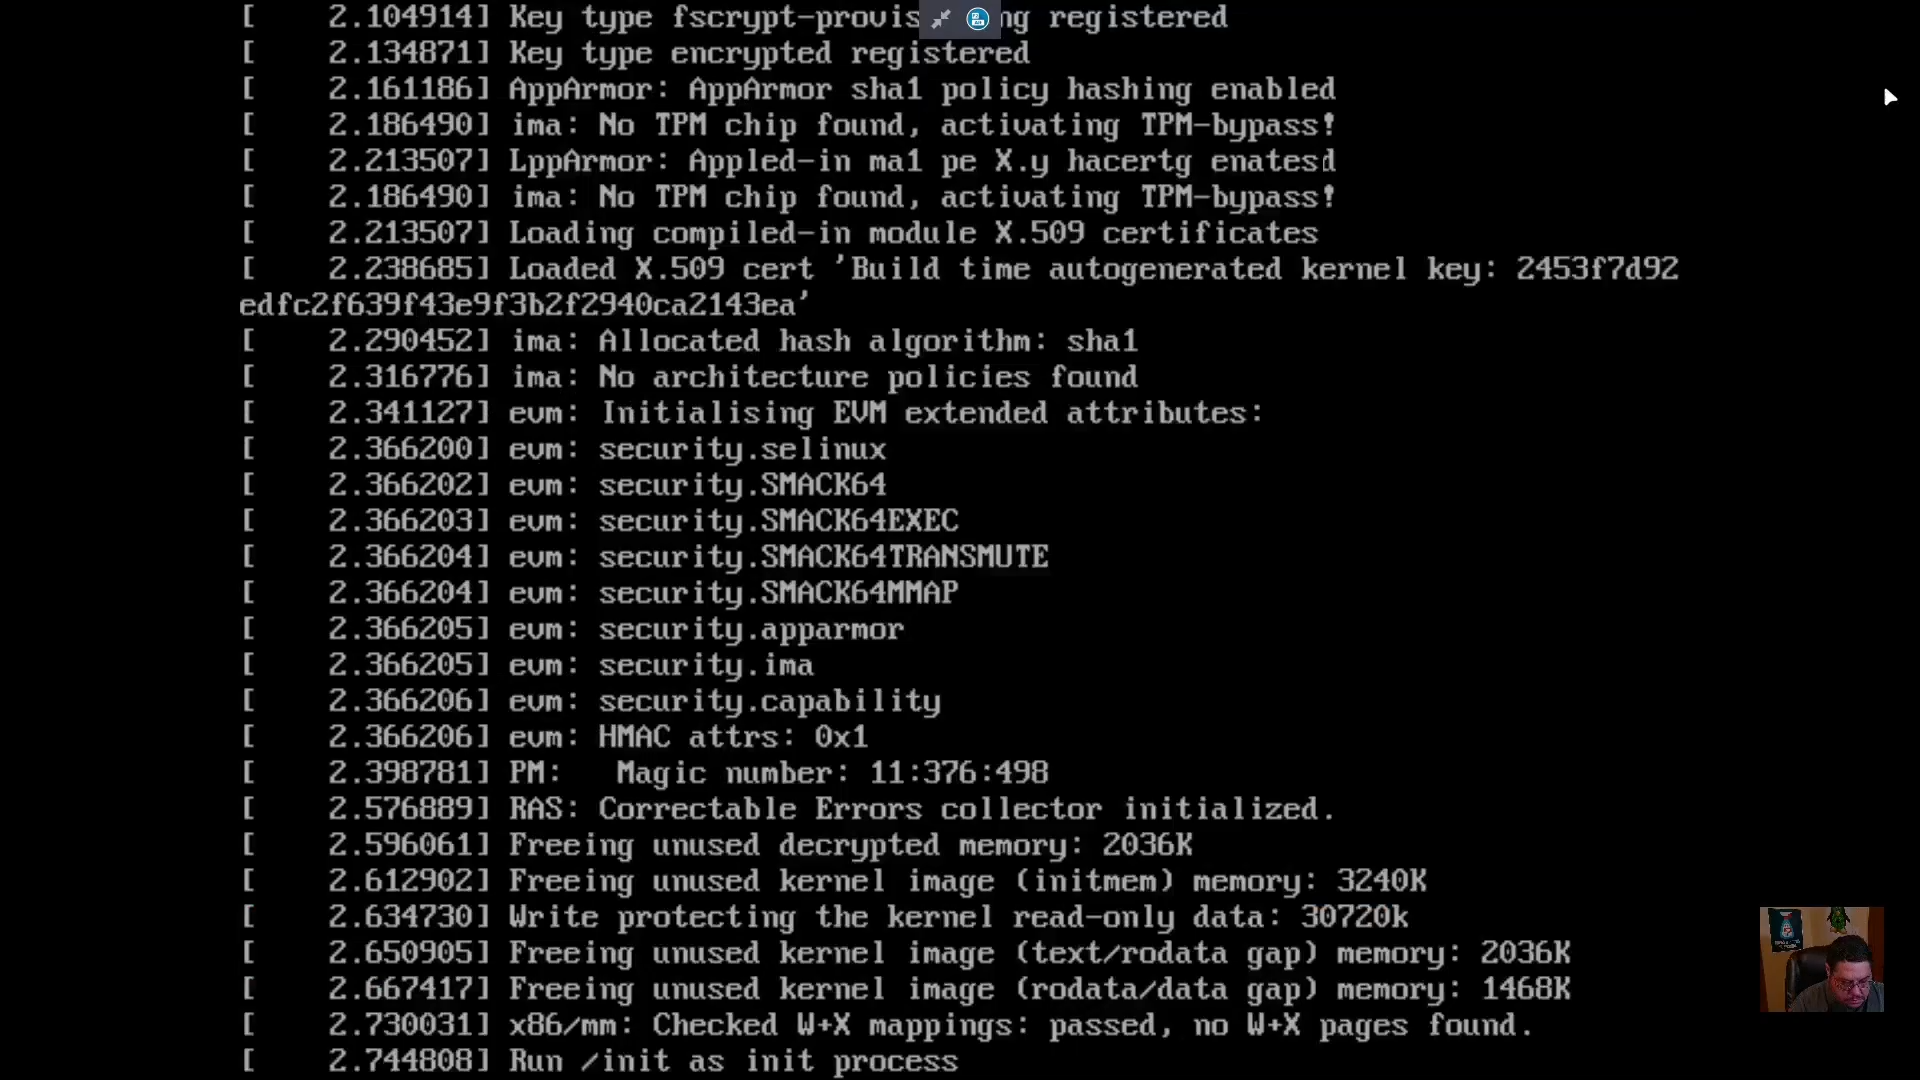 [    2.104914] Key type fscrypt-provis ng registered
[    2.134871] Key type encrypted registered
[    2.161186] AppArmor: AppArmor sha1 policy hashing enabled
[    2.186490] ima: No TPM chip found, activating TPM-bypass!
[    2.213507] LppArmor: Appled-in ma1 pe X.y hacertg enatesd
[    2.186490] ima: No TPM chip found, activating TPM-bypass!
[    2.213507] Loading compiled-in module X.509 certificates
[    2.238685] Loaded X.509 cert 'Build time autogenerated kernel key: 2453f7d92
edfc2f639f43e9f3b2f2940ca2143ea'
[    2.290452] ima: Allocated hash algorithm: sha1
[    2.316776] ima: No architecture policies found
[    2.341127] evm: Initialising EVM extended attributes:
[    2.366200] evm: security.selinux
[    2.366202] evm: security.SMACK64
[    2.366203] evm: security.SMACK64EXEC
[    2.366204] evm: security.SMACK64TRANSMUTE
[    2.366204] evm: security.SMACK64MMAP
[    2.366205] evm: security.apparmor
[    2.366205] evm: security.ima
[    2.366206] evm: security.capability
[    2.366206] evm: HMAC attrs: 0x1
[    2.398781] PM:   Magic number: 11:376:498
[    2.576889] RAS: Correctable Errors collector initialized.
[    2.596061] Freeing unused decrypted memory: 2036K
[    2.612902] Freeing unused kernel image (initmem) memory: 3240K
[    2.634730] Write protecting the kernel read-only data: 30720k
[    2.650905] Freeing unused kernel image (text/rodata gap) memory: 2036K
[    2.667417] Freeing unused kernel image (rodata/data gap) memory: 1468K
[    2.730031] x86/mm: Checked W+X mappings: passed, no W+X pages found.
[    2.744808] Run /init as init process